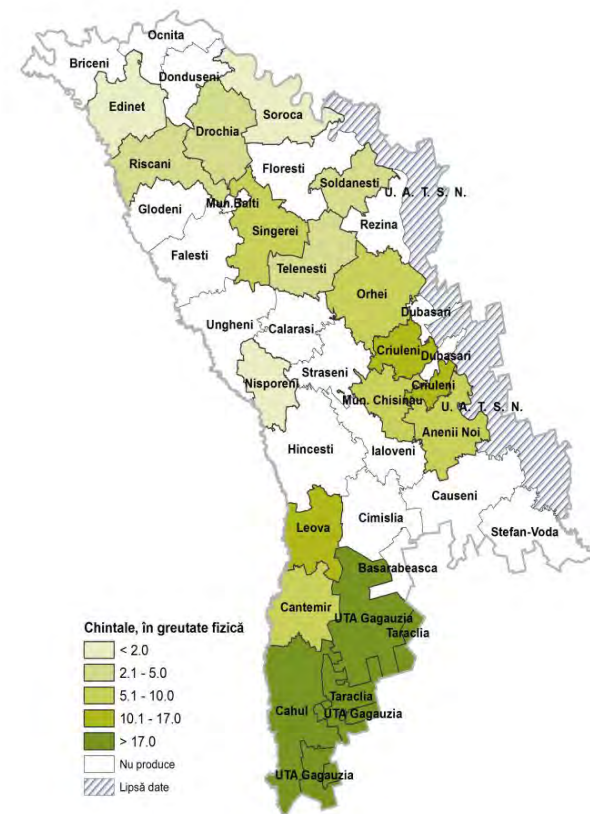 Ocnita
Briceni
Donduseni
Edinet
Soroca
Drochia
Riscani
Floresti
Soldanesti
U. A. T. S. N.
Glodeni
Mun.Balti
Rezina
Singerei
Falesti
Telenesti
Orhei
Dubasari
Ungheni
Calarasi
Criuleni
Dubasari
Straseni
Nisporeni
Criuleni
Mun. Chisinau
U. A. T. S. N.
Anenii Noi
Hincesti
Ialoveni
Causeni
Cimislia
Leova
Stefan-Voda
Basarabeasca
Cantemir
UTA Gagauzia
Taraclia
Chintale, în greutate fizică
< 2.0
2.1 - 5.0
5.1 - 10.0
10.1 - 17.0
> 17.0
Nu produce
Lipsă date
Taraclia
Cahul
UTA Gagauzia
UTA Gagauzia